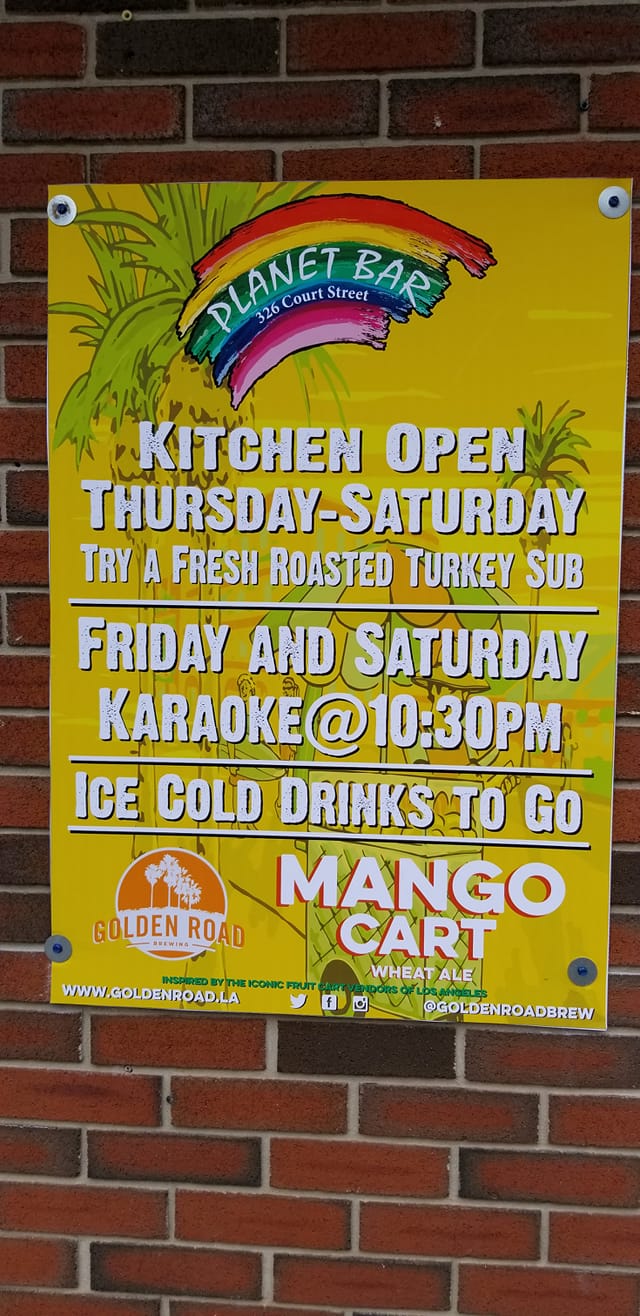 PLANET BAR
326 Court Street
KITCHEN OPEN
THURSDAY-SATURDAY
TRY A FRESH ROASTED TURKEY SUB
FRIDAY AND SATURDAY
KARAOKE@10:30PM
ICE COLD DRINKS TO GO
GOLDEN ROAD
BREWING
MANGO
CART
WHEAT ALE
INSPIRED BY THE ICONIC FRUIT CART VENDORS OF LOS ANGELES
WWW.GOLDENROAD.LA @GOLDENROADBREW